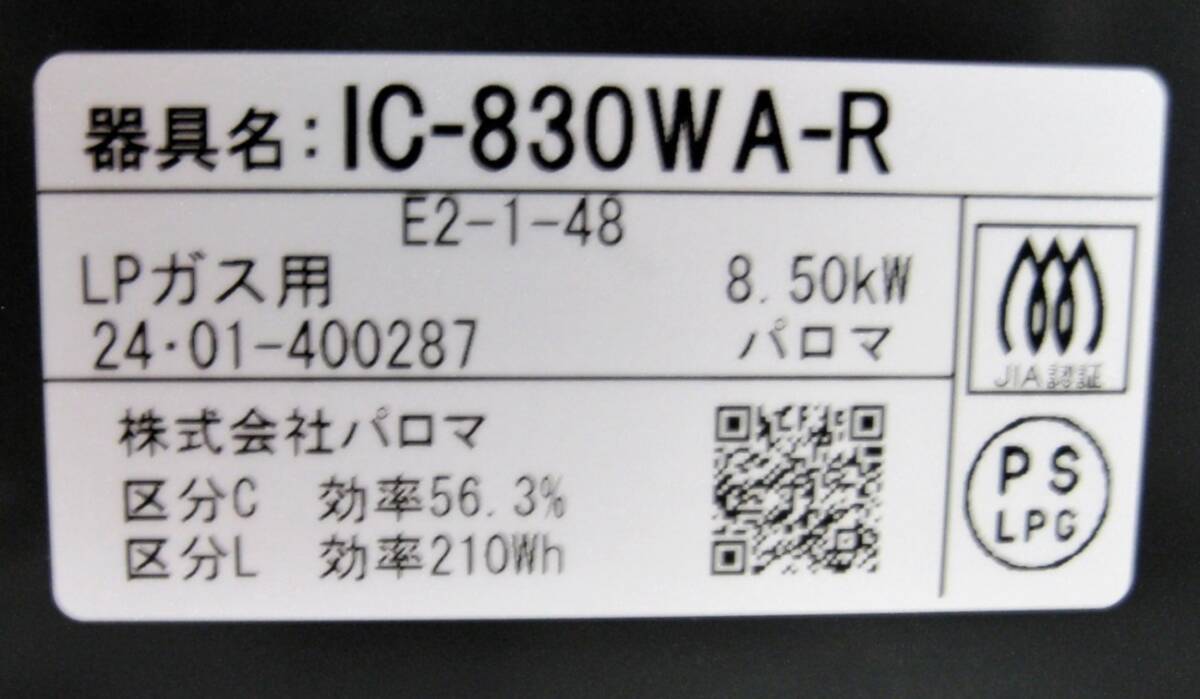 器具名:IC-830WA-R
E2-1-48
LPガス用 8.50kW
24・01-400287 パロマ
JIA認証
株式会社パロマ
区分C 効率56.3%
区分L 効率210Wh
PS
LPG